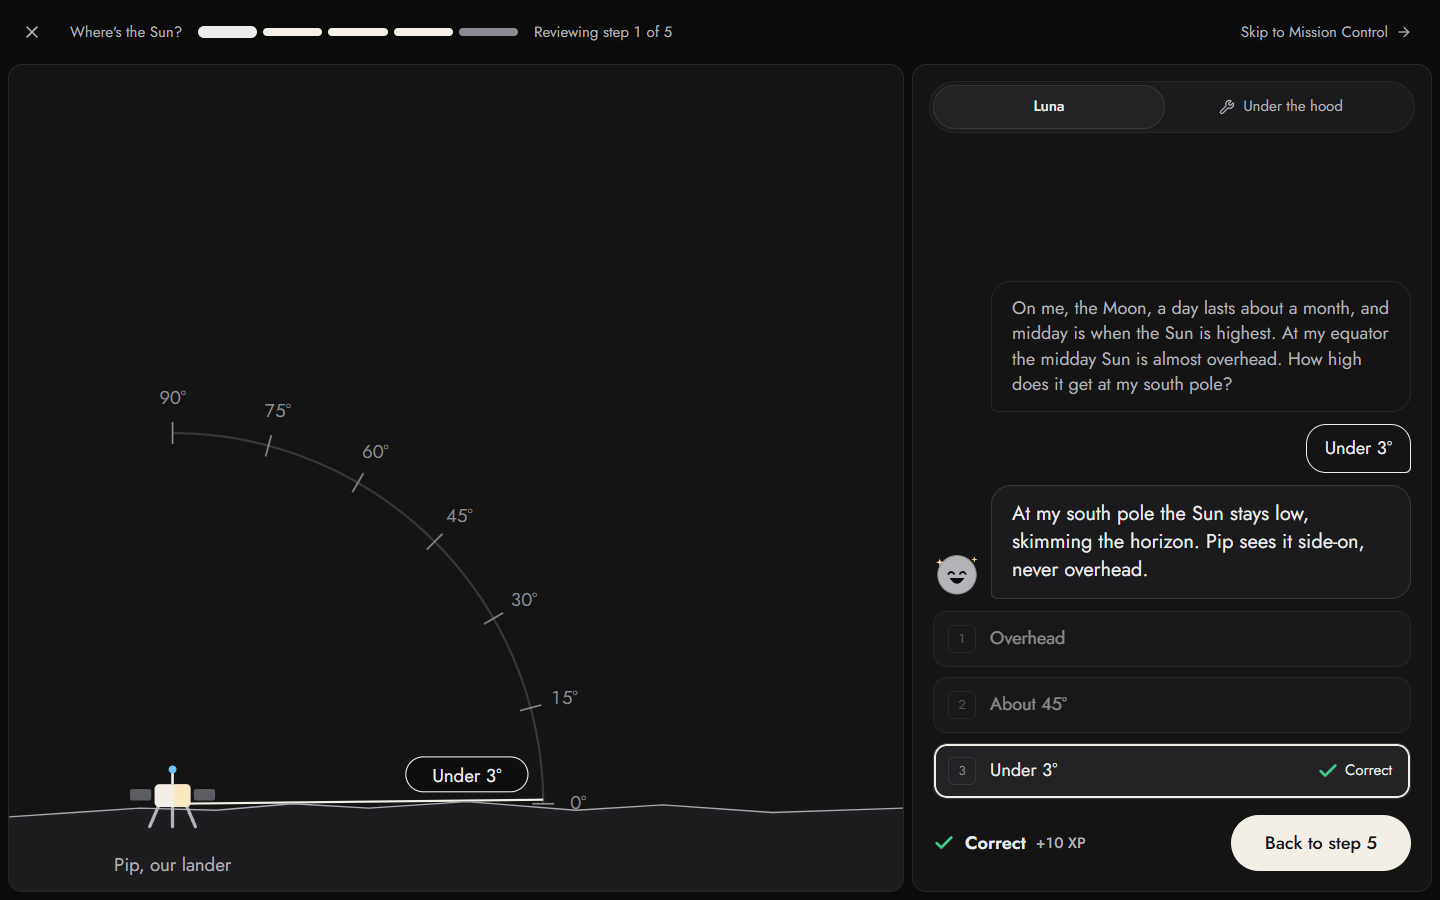 Where's the Sun?
Reviewing step 1 of 5
Skip to Mission Control
Luna
Under the hood
On me, the Moon, a day lasts about a month, and
midday is when the Sun is highest. At my equator
the midday Sun is almost overhead. How high
does it get at my south pole?
Under 3°
At my south pole the Sun stays low,
skimming the horizon. Pip sees it side-on,
never overhead.
1 Overhead
2 About 45°
3 Under 3° Correct
Correct +10 XP
Back to step 5
90°
75°
60°
45°
30°
15°
Under 3°
0°
Pip, our lander